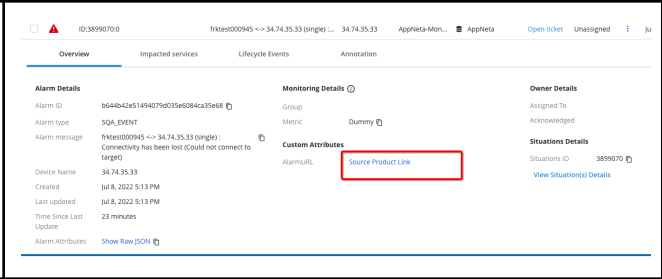 ID:3899070:0 frktest000945 <-> 34.74.35.33 (single) :... 34.74.35.33 AppNeta-Mon... AppNeta Open ticket Unassigned
Overview Impacted services Lifecycle Events Annotation
Alarm Details Monitoring Details Owner Details
Alarm ID b644b42e51494079d035e6084ca35e68 Group Assigned To
Alarm type SQA_EVENT Metric Dummy Acknowledged
Alarm message frktest000945 <-> 34.74.35.33 (single) :
Connectivity has been lost (Could not connect to
target)
Custom Attributes Situations Details
AlarmURL Source Product Link Situations ID 3899070
Device Name 34.74.35.33 View Situation(s) Details
Created Jul 8, 2022 5:13 PM
Last updated Jul 8, 2022 5:13 PM
Time Since Last
Update
23 minutes
Alarm Attributes Show Raw JSON